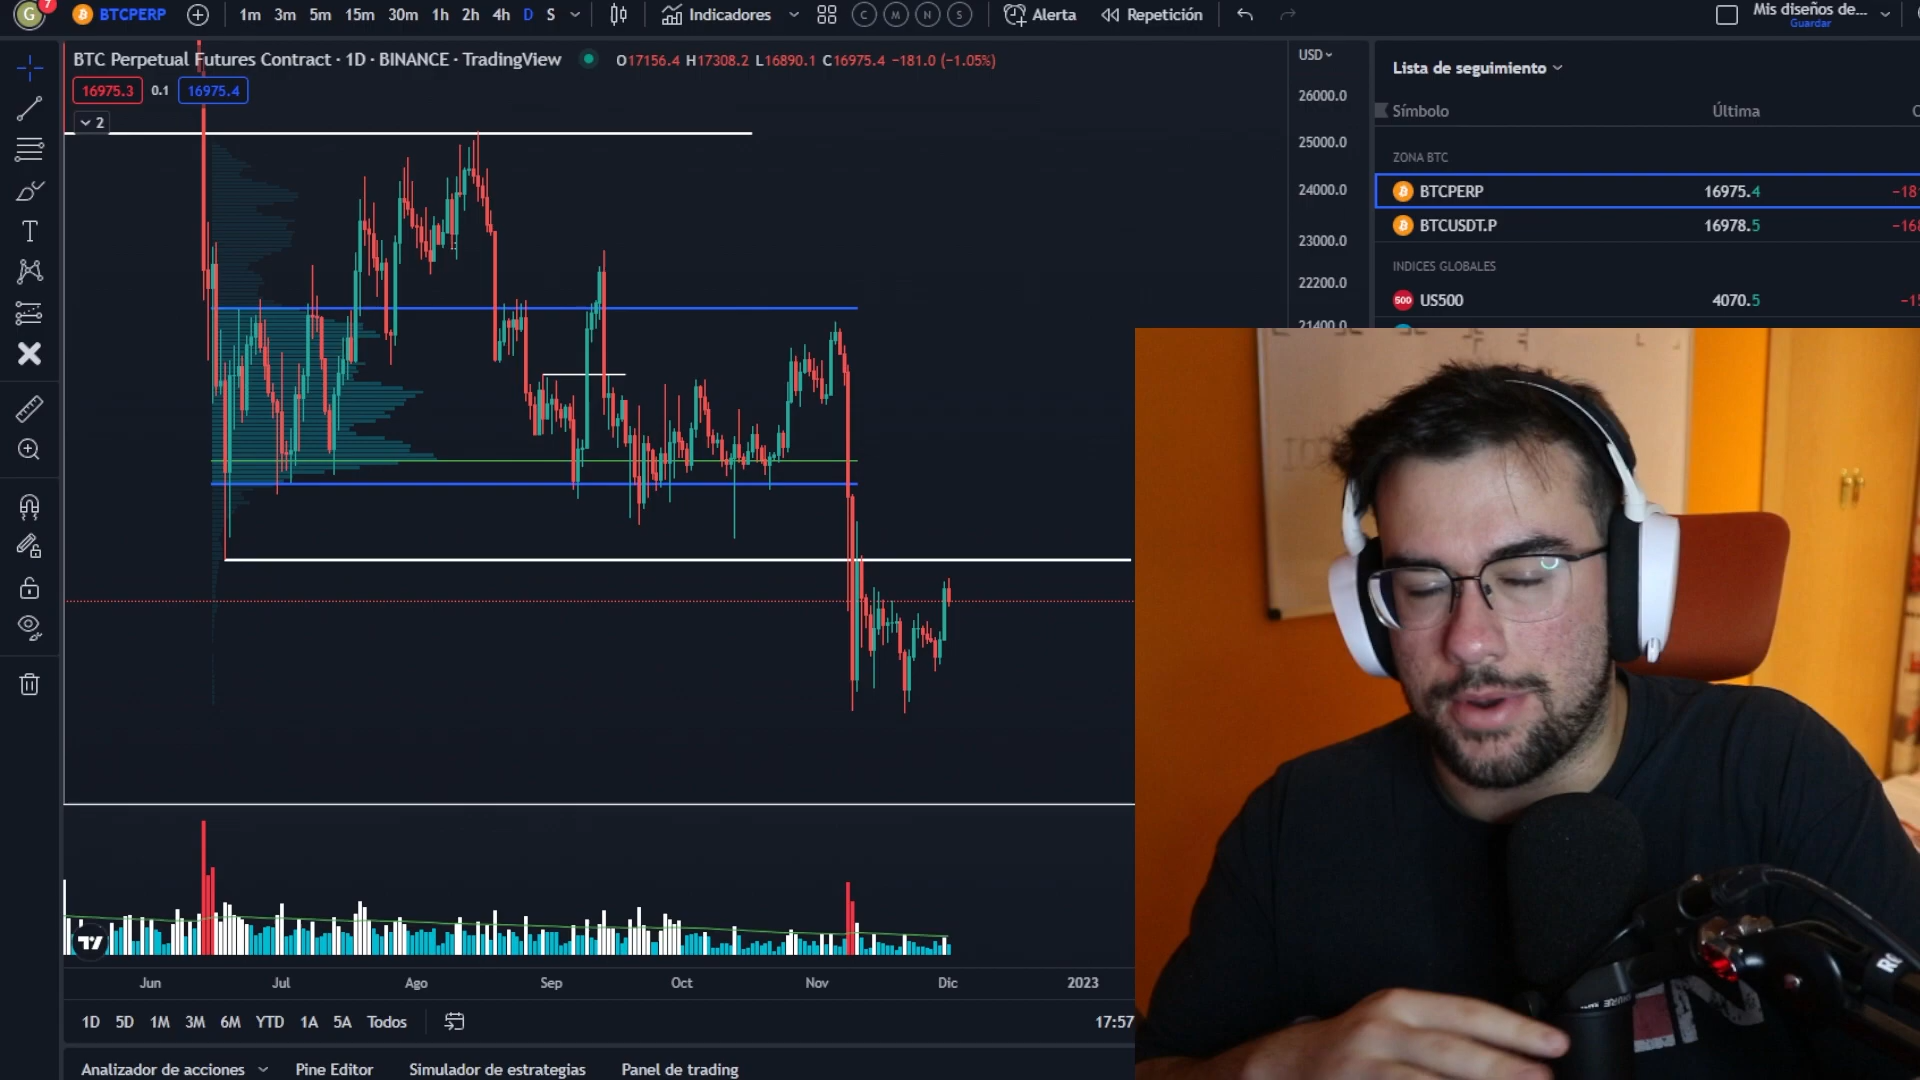 G 7 BTCPERP 1m 3m 5m 15m 30m 1h 2h 4h D S Indicadores C M N S Alerta Repetición Mis diseños de...
Guardar
BTC Perpetual Futures Contract · 1D · BINANCE · TradingView O17156.4 H17308.2 L16890.1 C16975.4 −181.0 (−1.05%)
16975.3 0.1 16975.4
2
USD
26000.0
25000.0
24000.0
23000.0
22200.0
21400.0
Lista de seguimiento
Símbolo Última C
ZONA BTC
BTCPERP 16975.4 −18
BTCUSDT.P 16978.5 −16
INDICES GLOBALES
500 US500 4070.5 −1
Jun Jul Ago Sep Oct Nov Dic 2023
1D 5D 1M 3M 6M YTD 1A 5A Todos 17:57
Analizador de acciones Pine Editor Simulador de estrategias Panel de trading